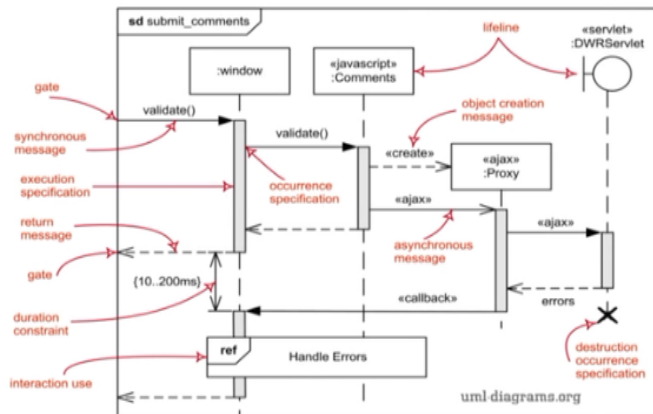 sd submit_comments
lifeline
«servlet»
:DWRServlet
:window
«javascript»
:Comments
gate
validate()
object creation
message
synchronous
message
validate()
«create»
«ajax»
:Proxy
execution
specification
occurrence
specification
«ajax»
«ajax»
return
message
asynchronous
message
gate
{10..200ms}
«callback»
errors
duration
constraint
ref
Handle Errors
destruction
occurrence
specification
interaction use
uml-diagrams.org